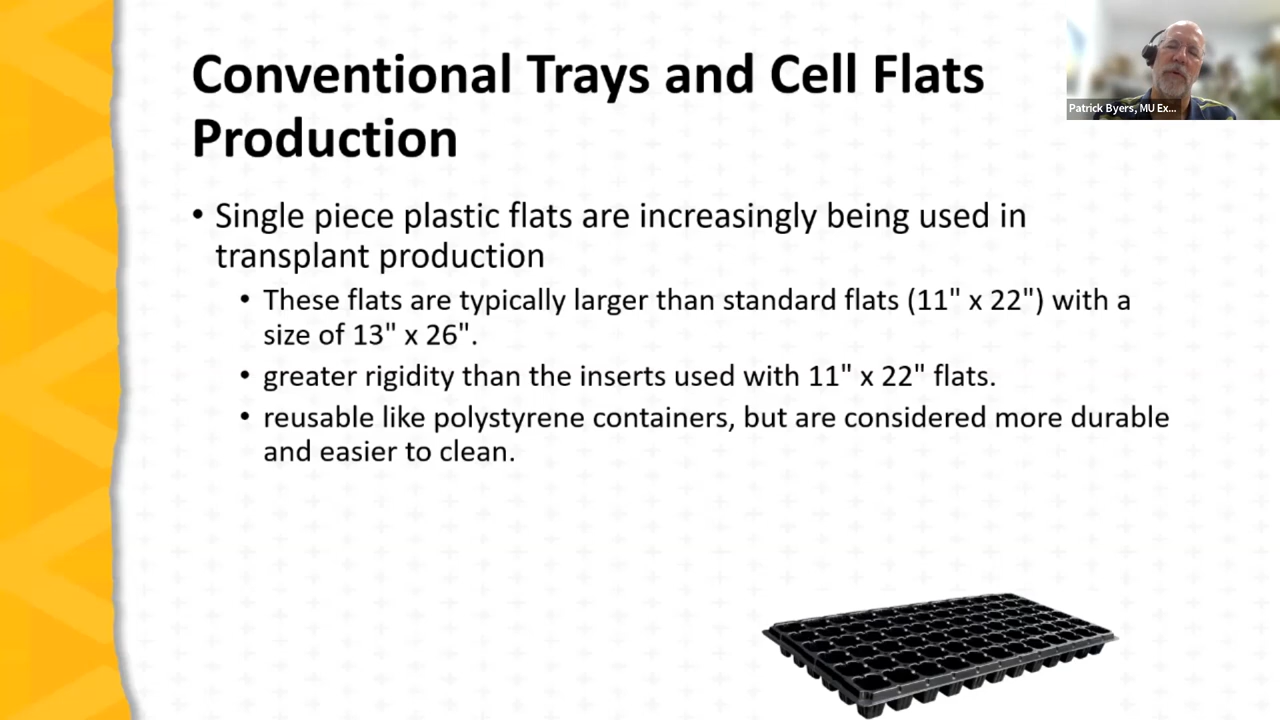 Conventional Trays and Cell Flats
Production
Patrick Byers, MU Ex...
• Single piece plastic flats are increasingly being used in
transplant production
• These flats are typically larger than standard flats (11" x 22") with a
size of 13" x 26".
• greater rigidity than the inserts used with 11" x 22" flats.
• reusable like polystyrene containers, but are considered more durable
and easier to clean.